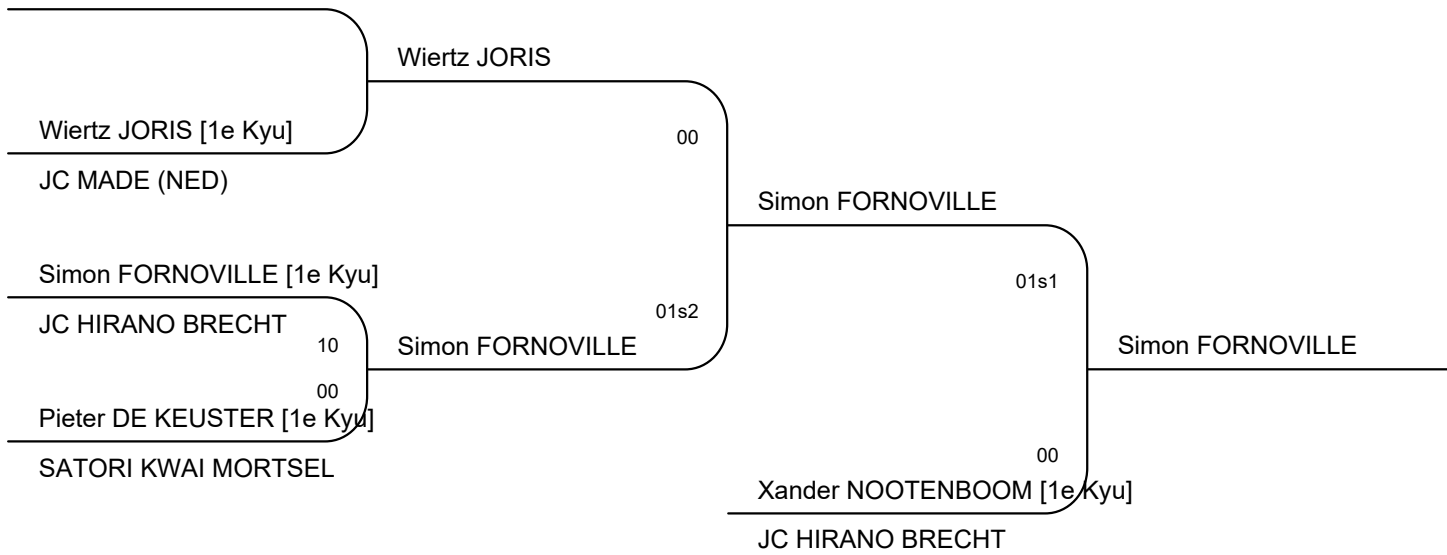 Wiertz JORIS
Wiertz JORIS [1e Kyu]
00
JC MADE (NED)
Simon FORNOVILLE
Simon FORNOVILLE [1e Kyu]
01s1
JC HIRANO BRECHT
01s2
10
Simon FORNOVILLE
Simon FORNOVILLE
00
Pieter DE KEUSTER [1e Kyu]
00
SATORI KWAI MORTSEL
Xander NOOTENBOOM [1e Kyu]
JC HIRANO BRECHT